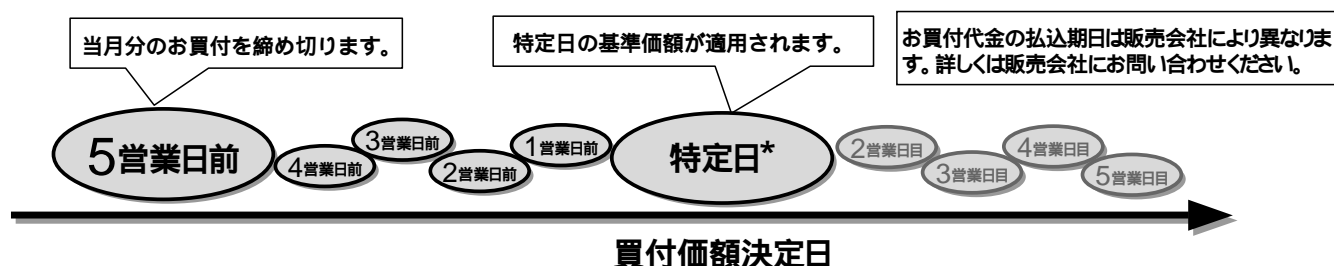 当月分のお買付を締め切ります。
特定日の基準価額が適用されます。
お買付代金の払込期日は販売会社により異なりま
す。詳しくは販売会社にお問い合わせください。
5営業日前
4営業日前
3営業日前
2営業日前
1営業日前
特定日*
2営業日目
3営業日目
4営業日目
5営業日目
買付価額決定日